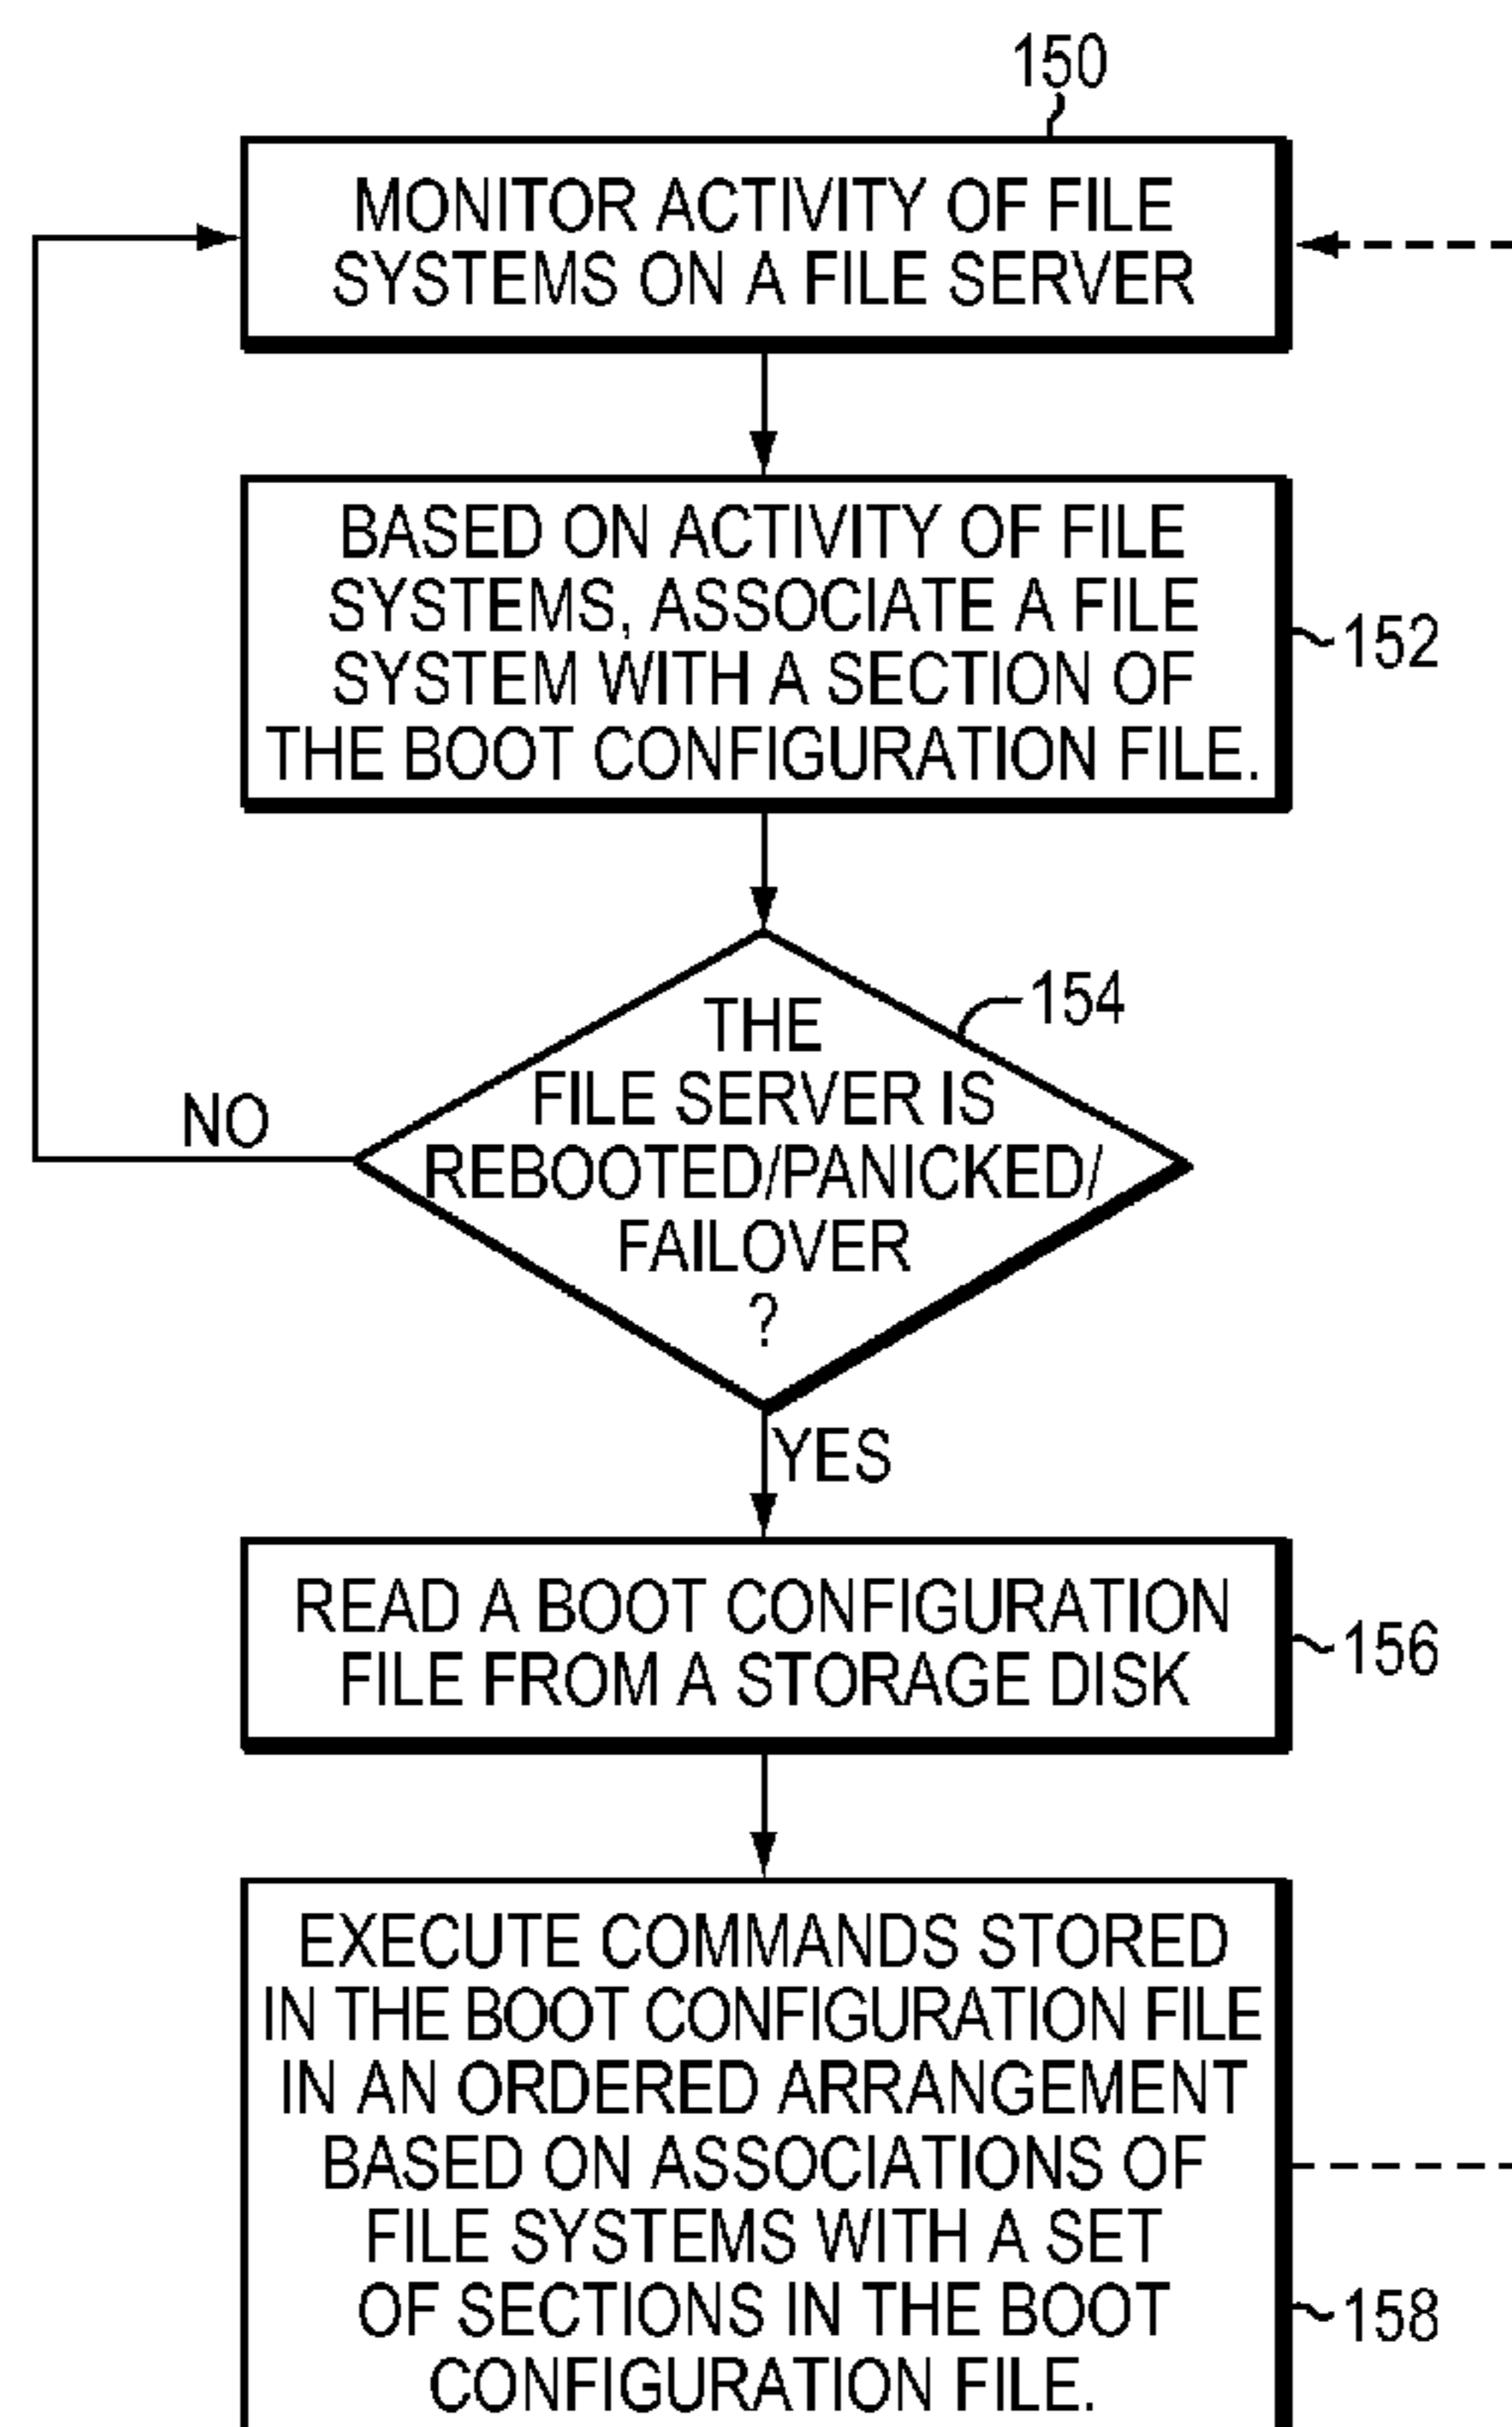 150
MONITOR ACTIVITY OF FILE
SYSTEMS ON A FILE SERVER
BASED ON ACTIVITY OF FILE
SYSTEMS, ASSOCIATE A FILE
SYSTEM WITH A SECTION OF
THE BOOT CONFIGURATION FILE.
152
154
THE
FILE SERVER IS
REBOOTED/PANICKED/
FAILOVER
?
NO
YES
READ A BOOT CONFIGURATION
FILE FROM A STORAGE DISK
156
EXECUTE COMMANDS STORED
IN THE BOOT CONFIGURATION FILE
IN AN ORDERED ARRANGEMENT
BASED ON ASSOCIATIONS OF
FILE SYSTEMS WITH A SET
OF SECTIONS IN THE BOOT
CONFIGURATION FILE.
158